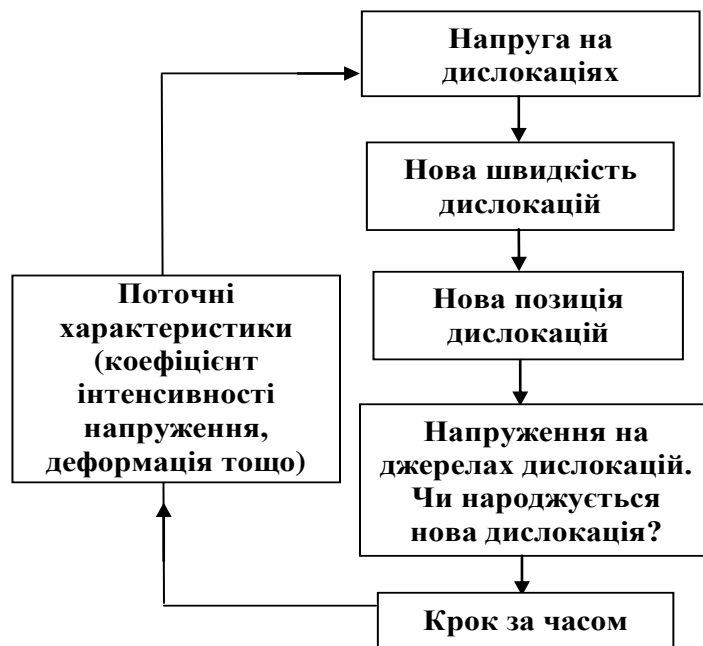 Напруга на
дислокаціях
Нова швидкість
дислокацій
Нова позиція
дислокацій
Напруження на
джерелах дислокацій.
Чи народжується
нова дислокація?
Крок за часом
Поточні
характеристики
(коефіцієнт
інтенсивності
напруження,
деформація тощо)